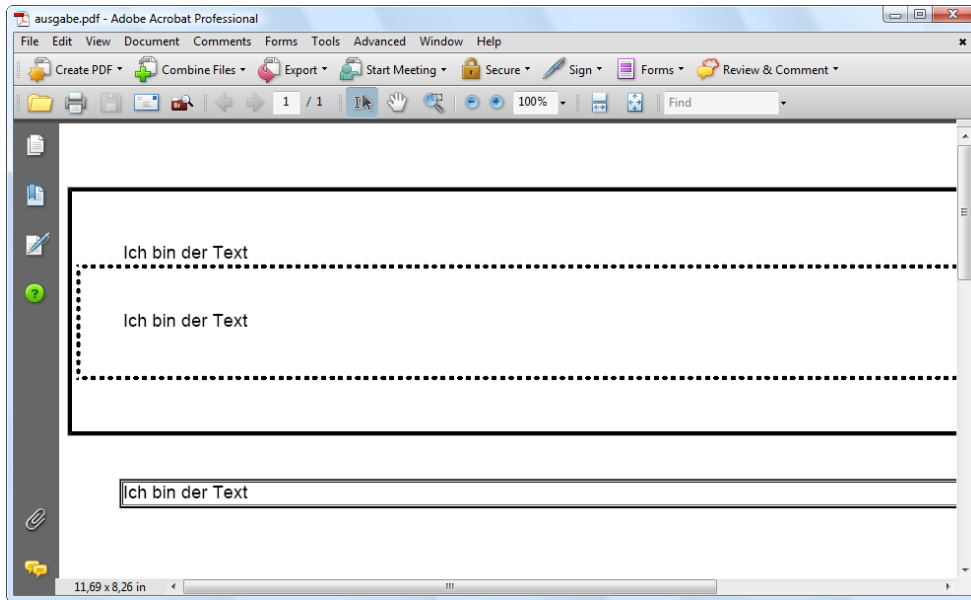 ausgabe.pdf - Adobe Acrobat Professional
File Edit View Document Comments Forms Tools Advanced Window Help
Create PDF Combine Files Export Start Meeting Secure Sign Forms Review & Comment
1 / 1 100% Find
Ich bin der Text
Ich bin der Text
Ich bin der Text
11,69 x 8,26 in